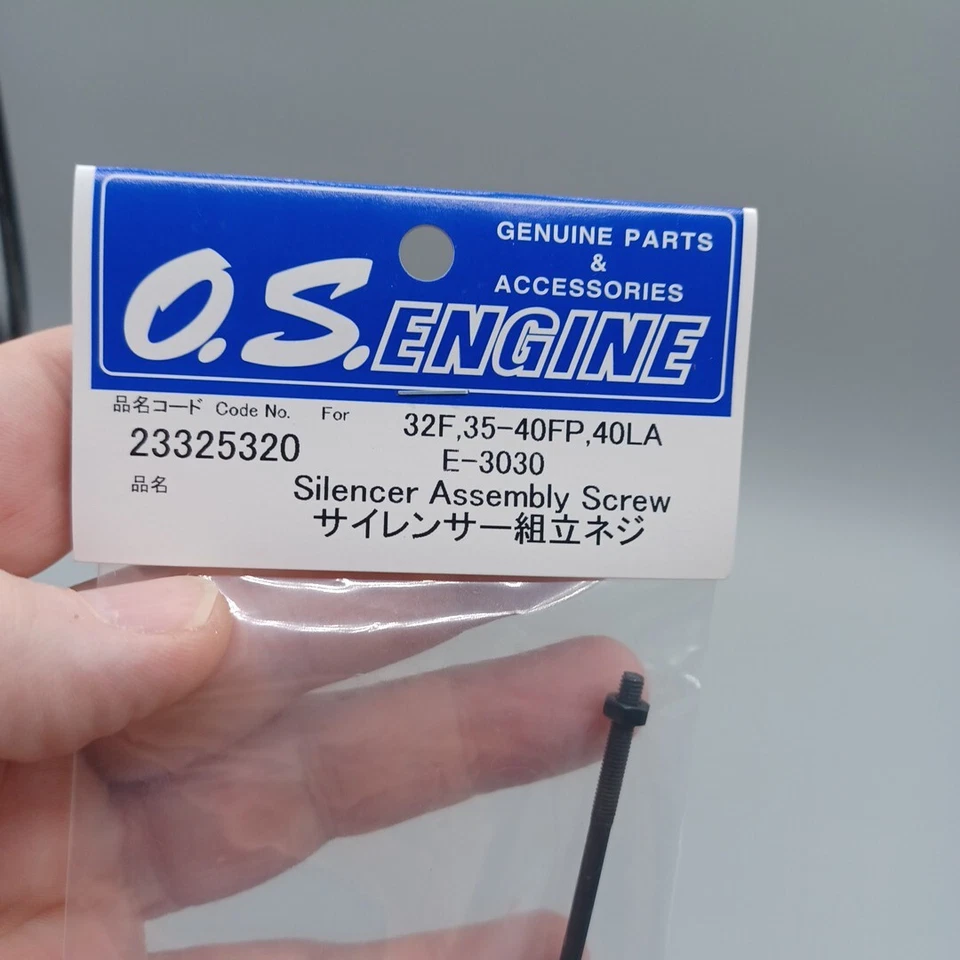 GENUINE PARTS
&
ACCESSORIES
O.S.ENGINE
品名コード Code No. For 32F,35-40FP,40LA
23325320 E-3030
品名 Silencer Assembly Screw
サイレンサー組立ネジ